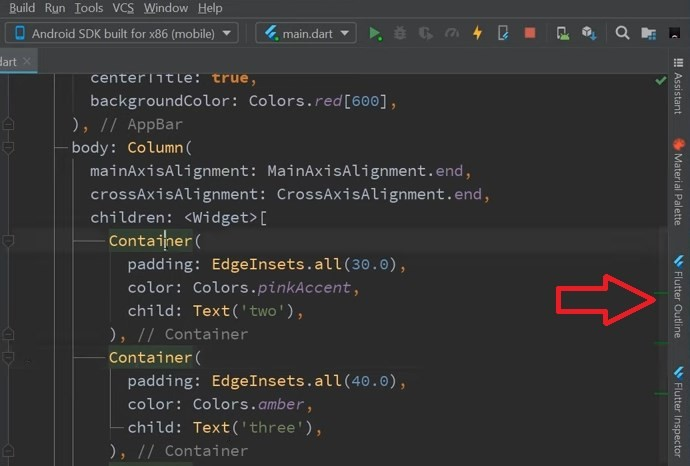 Build Run Tools VCS Window Help
Android SDK built for x86 (mobile) main.dart
dart ×
centerTitle: true,
backgroundColor: Colors.red[600],
), // AppBar
body: Column(
mainAxisAlignment: MainAxisAlignment.end,
crossAxisAlignment: CrossAxisAlignment.end,
children: <Widget>[
Container(
padding: EdgeInsets.all(30.0),
color: Colors.pinkAccent,
child: Text('two'),
), // Container
Container(
padding: EdgeInsets.all(40.0),
color: Colors.amber,
child: Text('three'),
), // Container
Assistant
Material Palette
Flutter Outline
Flutter Inspector